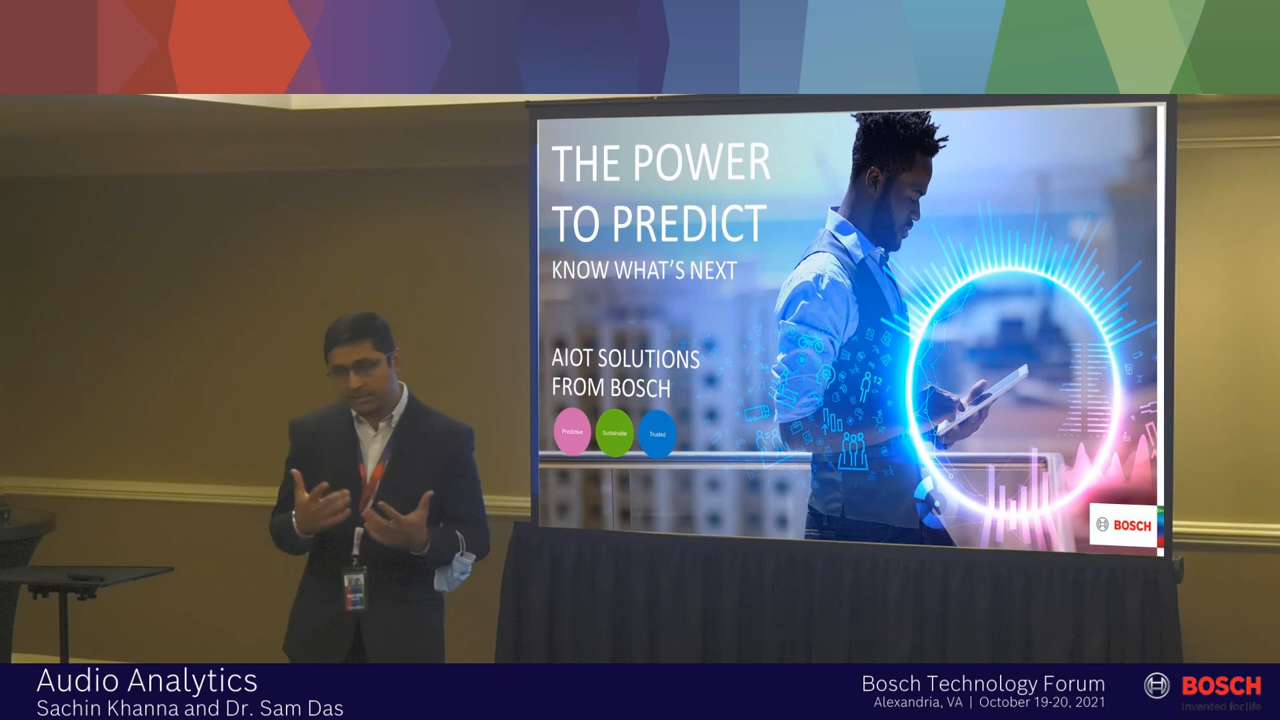 THE POWER
TO PREDICT
KNOW WHAT'S NEXT
AIOT SOLUTIONS
FROM BOSCH
Predictive
Sustainable
Trusted
12
BOSCH
Audio Analytics
Sachin Khanna and Dr. Sam Das
Bosch Technology Forum
Alexandria, VA | October 19-20, 2021
BOSCH
Invented for life